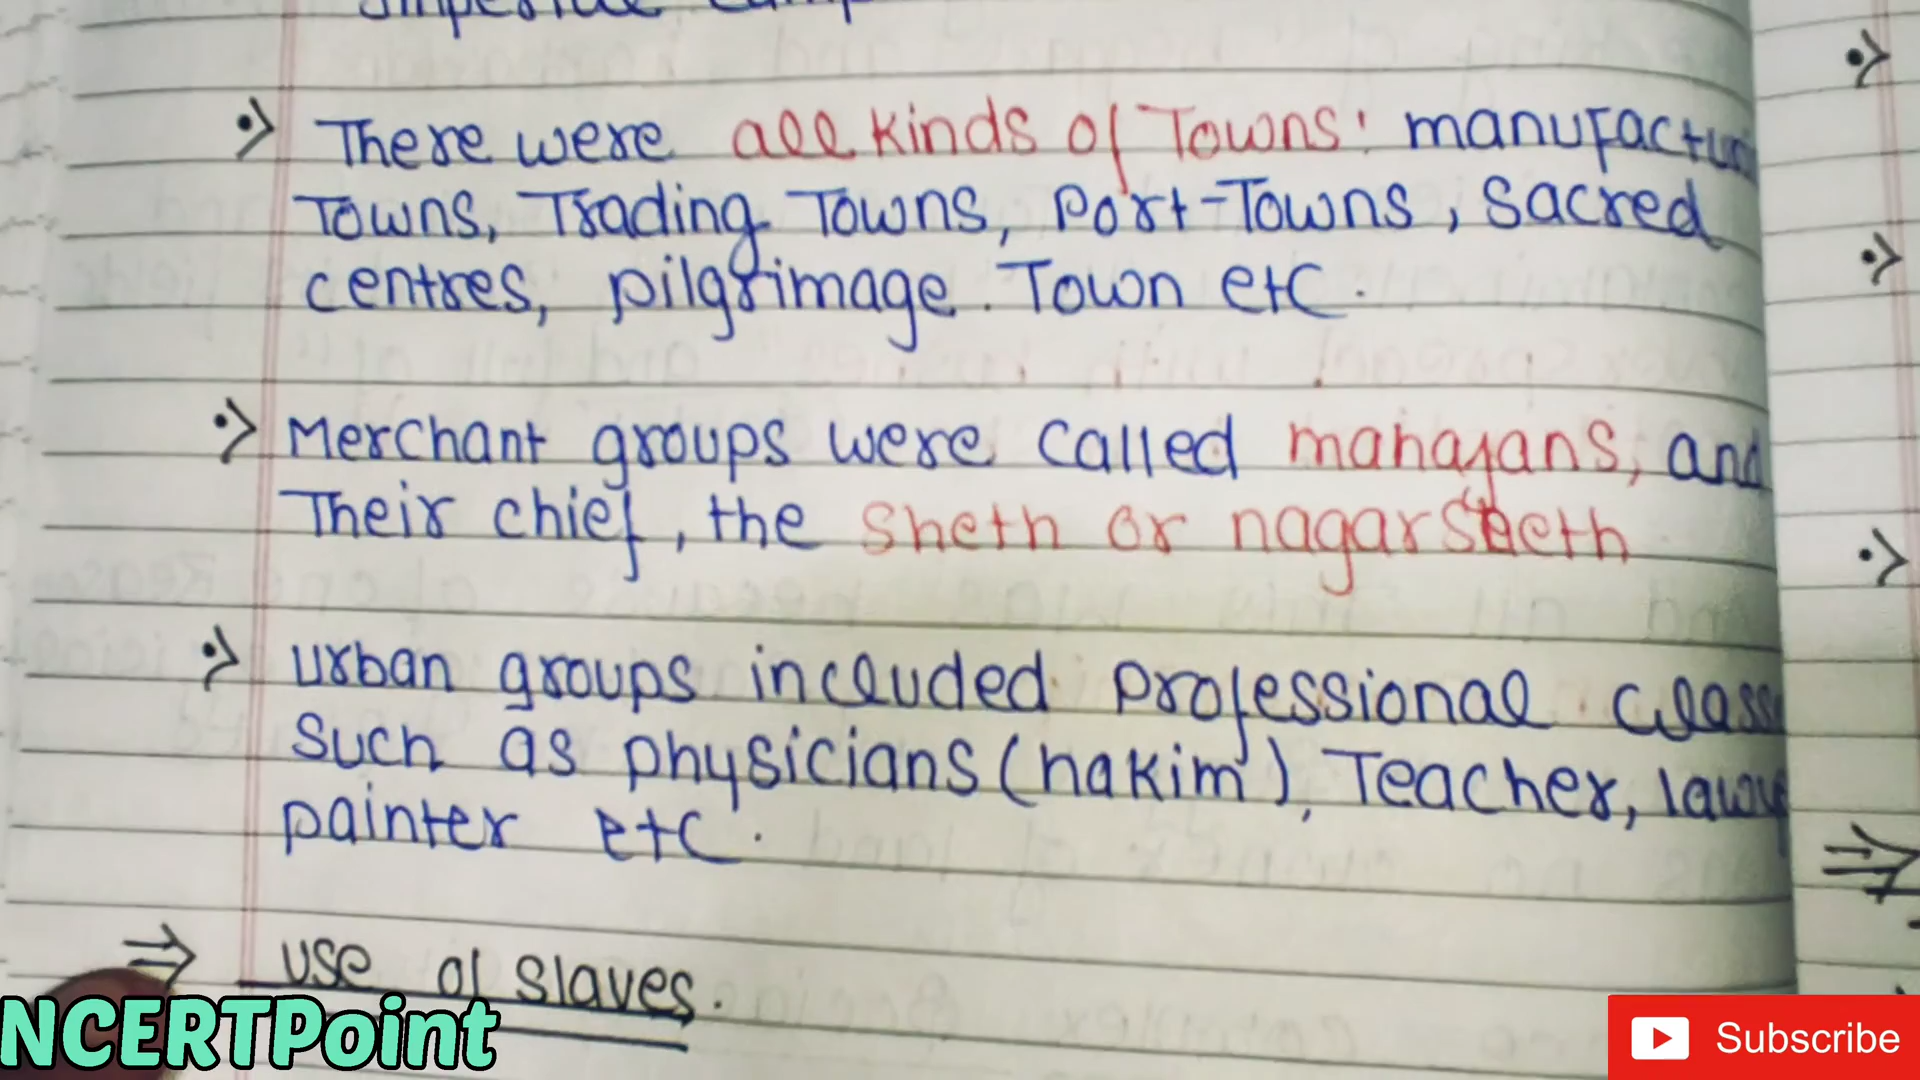 There were all kinds of Towns: manufactur
Towns, Trading Towns, Port-Towns, Sacred
centres, pilgrimage. Town etc.
Merchant groups were called mahajans, and
Their chief, the Sheth or nagarsheth
urban groups included professional class
such as physicians (hakim), Teacher, lawy
painter etc.
⇒ use of slaves.
NCERTPoint
Subscribe